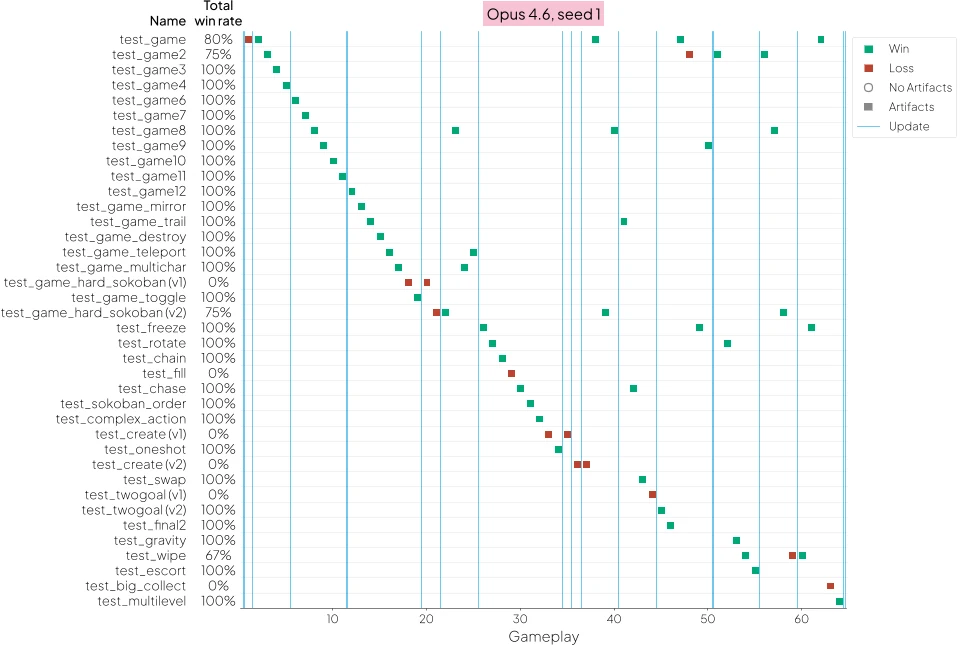 Opus 4.6, seed 1
Total
Name win rate
test_game 80%
test_game2 75%
test_game3 100%
test_game4 100%
test_game6 100%
test_game7 100%
test_game8 100%
test_game9 100%
test_game10 100%
test_game11 100%
test_game12 100%
test_game_mirror 100%
test_game_trail 100%
test_game_destroy 100%
test_game_teleport 100%
test_game_multichar 100%
test_game_hard_sokoban (v1) 0%
test_game_toggle 100%
test_game_hard_sokoban (v2) 75%
test_freeze 100%
test_rotate 100%
test_chain 100%
test_fill 0%
test_chase 100%
test_sokoban_order 100%
test_complex_action 100%
test_create (v1) 0%
test_oneshot 100%
test_create (v2) 0%
test_swap 100%
test_twogoal (v1) 0%
test_twogoal (v2) 100%
test_final2 100%
test_gravity 100%
test_wipe 67%
test_escort 100%
test_big_collect 0%
test_multilevel 100%
10 20 30 40 50 60
Gameplay
Win
Loss
No Artifacts
Artifacts
Update